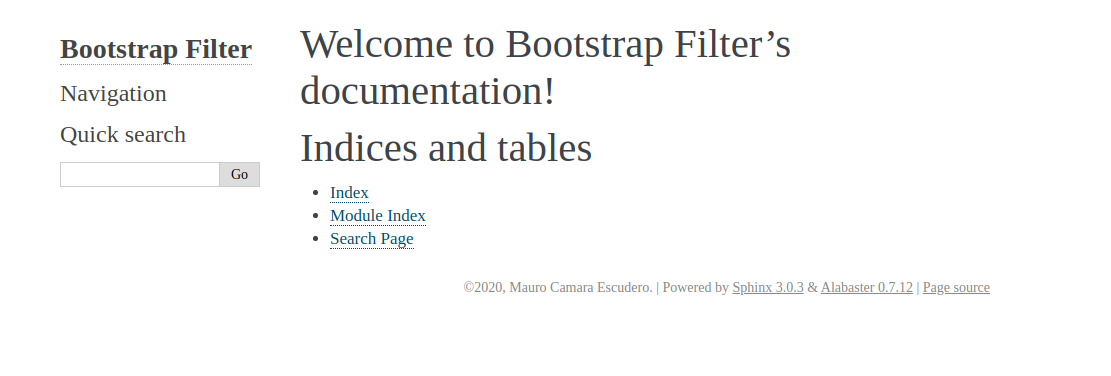 Bootstrap Filter
Navigation
Quick search
Go
Welcome to Bootstrap Filter’s
documentation!
Indices and tables
Index
Module Index
Search Page
©2020, Mauro Camara Escudero. | Powered by Sphinx 3.0.3 & Alabaster 0.7.12 | Page source